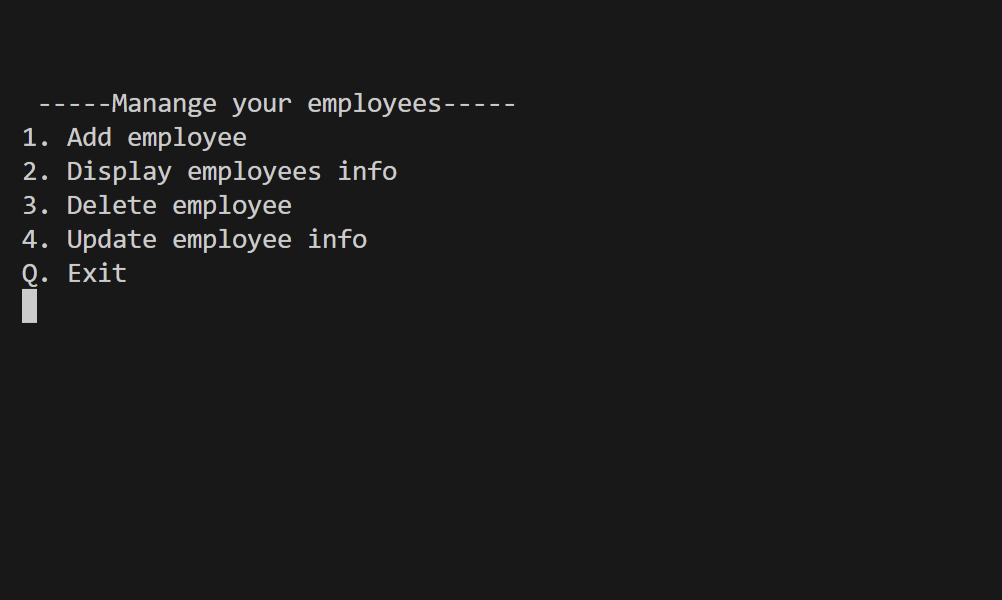 -----Manange your employees-----
1. Add employee
2. Display employees info
3. Delete employee
4. Update employee info
Q. Exit